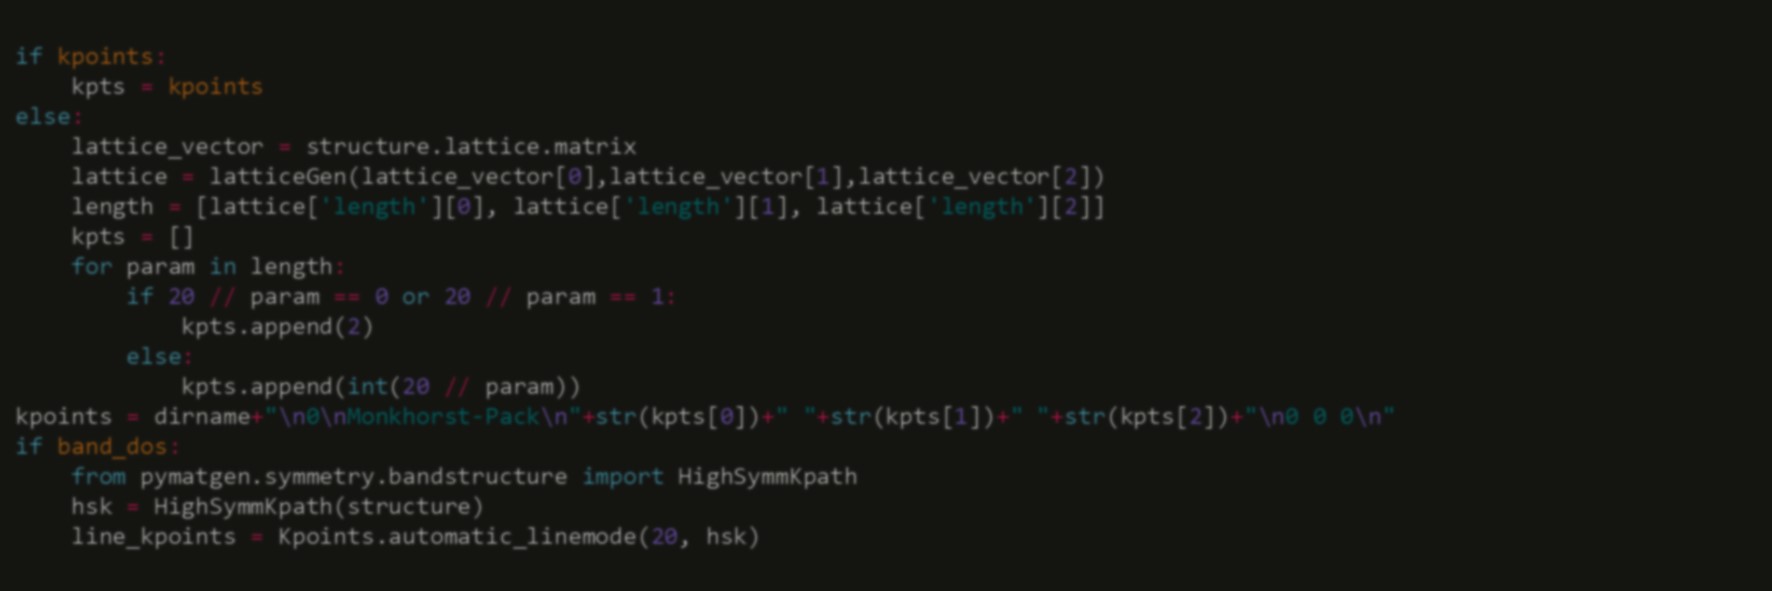 if kpoints:
    kpts = kpoints
else:
    lattice_vector = structure.lattice.matrix
    lattice = latticeGen(lattice_vector[0],lattice_vector[1],lattice_vector[2])
    length = [lattice['length'][0], lattice['length'][1], lattice['length'][2]]
    kpts = []
    for param in length:
        if 20 // param == 0 or 20 // param == 1:
            kpts.append(2)
        else:
            kpts.append(int(20 // param))
kpoints = dirname+"\n0\nMonkhorst-Pack\n"+str(kpts[0])+" "+str(kpts[1])+" "+str(kpts[2])+"\n0 0 0\n"
if band_dos:
    from pymatgen.symmetry.bandstructure import HighSymmKpath
    hsk = HighSymmKpath(structure)
    line_kpoints = Kpoints.automatic_linemode(20, hsk)